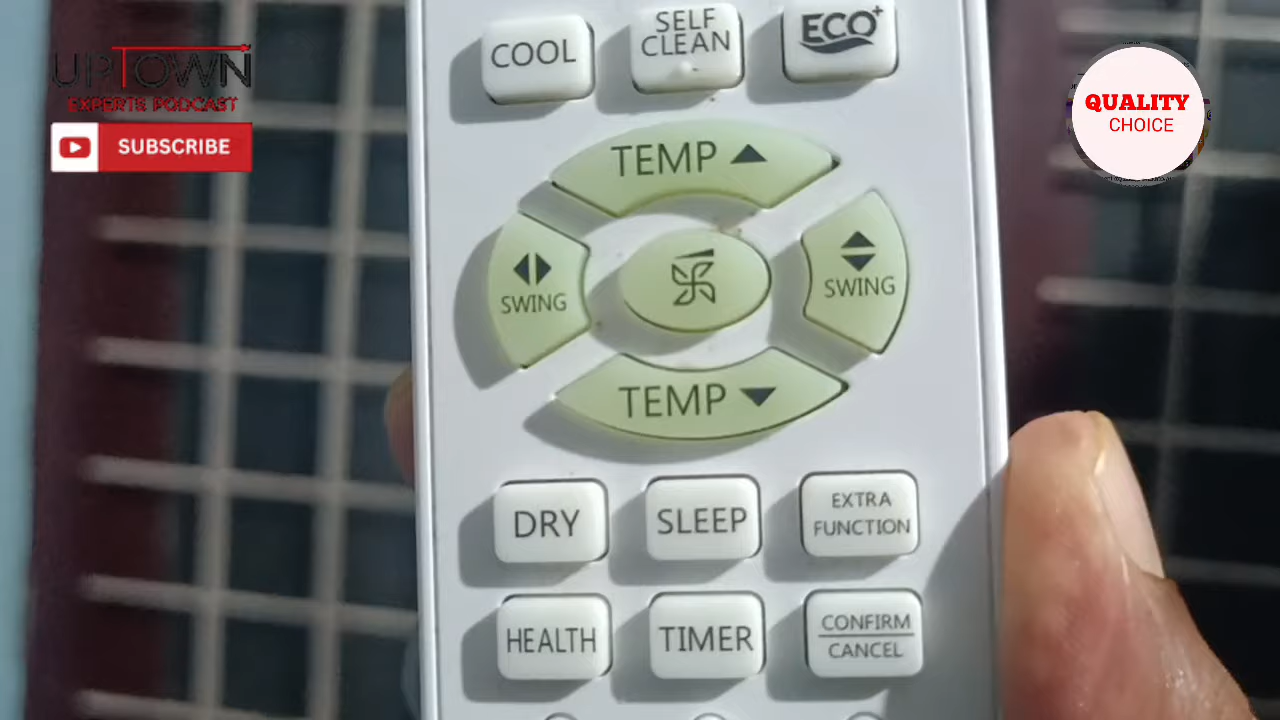 UPTOWN
EXPERTS PODCAST
SUBSCRIBE
QUALITY
CHOICE
COOL
SELF
CLEAN
ECO+
TEMP ▲
SWING
SWING
TEMP ▼
DRY
SLEEP
EXTRA
FUNCTION
HEALTH
TIMER
CONFIRM
CANCEL